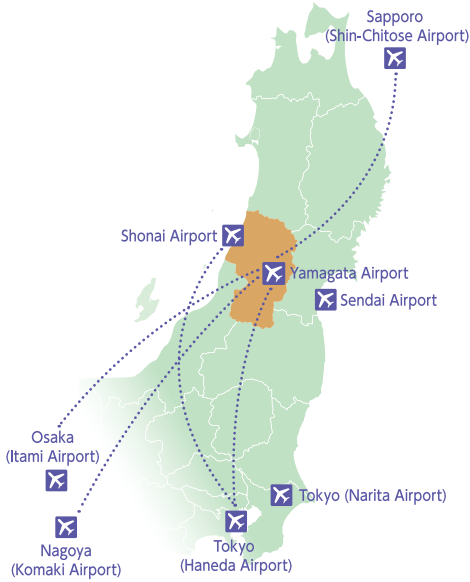 Sapporo
(Shin-Chitose Airport)
Shonai Airport
Yamagata Airport
Sendai Airport
Osaka
(Itami Airport)
Tokyo (Narita Airport)
Nagoya
(Komaki Airport)
Tokyo
(Haneda Airport)